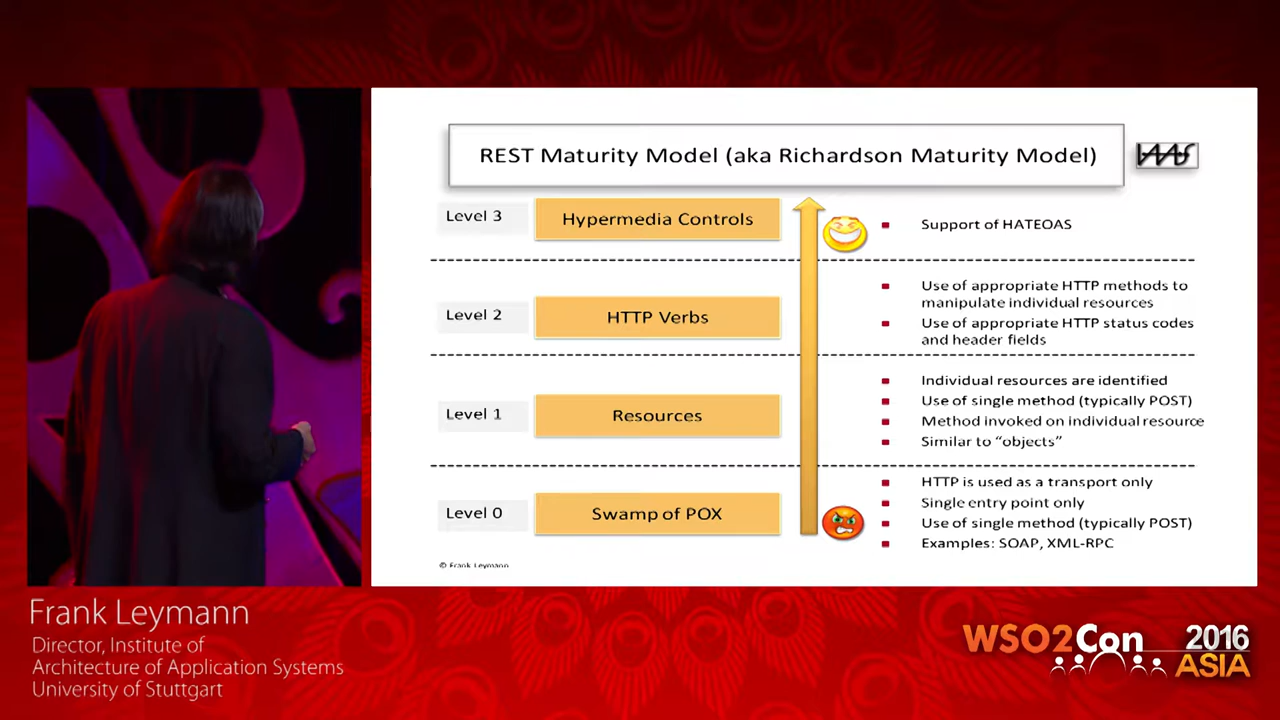 REST Maturity Model (aka Richardson Maturity Model)
IAAS
Level 3
Hypermedia Controls
Support of HATEOAS
Level 2
HTTP Verbs
Use of appropriate HTTP methods to
manipulate individual resources
Use of appropriate HTTP status codes
and header fields
Level 1
Resources
Individual resources are identified
Use of single method (typically POST)
Method invoked on individual resource
Similar to “objects”
Level 0
Swamp of POX
HTTP is used as a transport only
Single entry point only
Use of single method (typically POST)
Examples: SOAP, XML-RPC
© Frank Leymann
Frank Leymann
Director, Institute of
Architecture of Application Systems
University of Stuttgart
WSO2Con 2016
ASIA